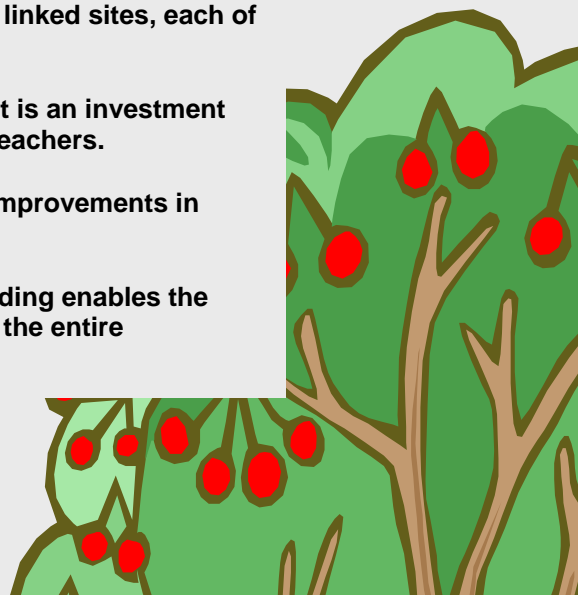 linked sites, each of
t is an investment
eachers.
mprovements in
ding enables the
the entire